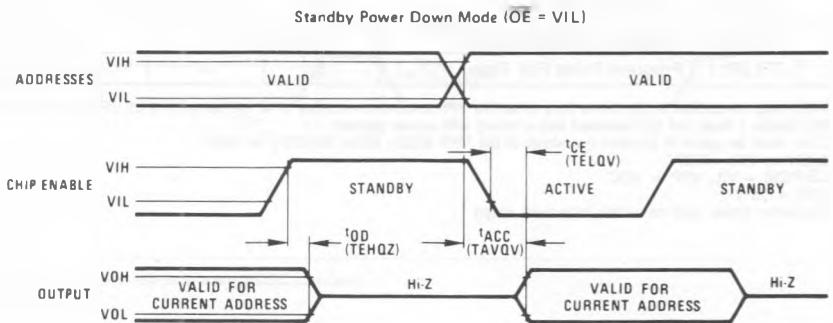 Standby Power Down Mode (OE = VIL)
ADDRESSES
VIH
VIL
VALID
VALID
CHIP ENABLE
VIH
VIL
STANDBY
ACTIVE
STANDBY
tCE
(TELQV)
tOD
(TEHQZ)
tACC
(TAVQV)
OUTPUT
VOH
VOL
VALID FOR
CURRENT ADDRESS
Hi-Z
VALID FOR
CURRENT ADDRESS
Hi-Z